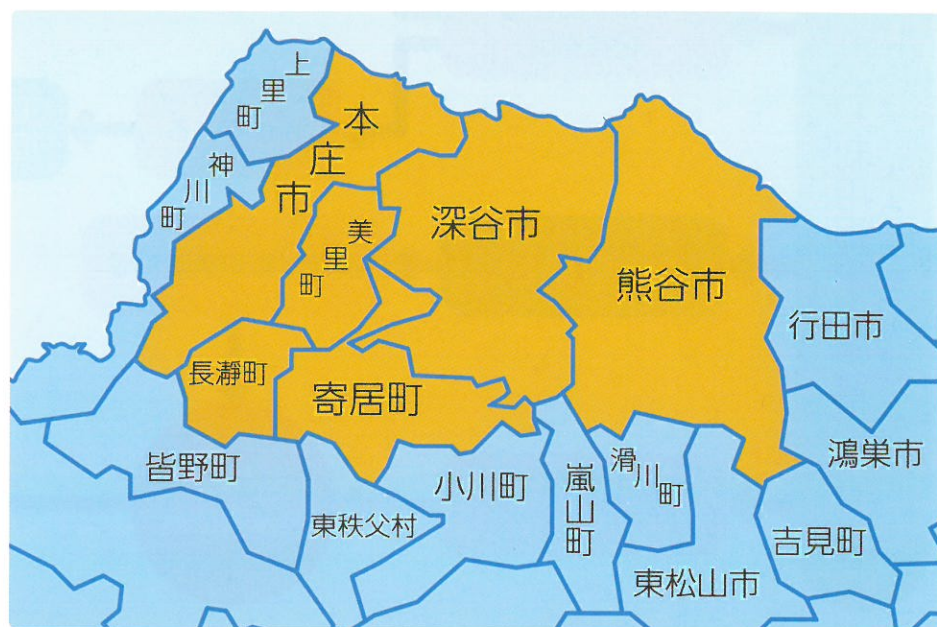 上里町
本庄市
神川町
美里町
深谷市
熊谷市
行田市
長瀞町
寄居町
鴻巣市
皆野町
小川町
嵐山町
滑川町
東秩父村
吉見町
東松山市